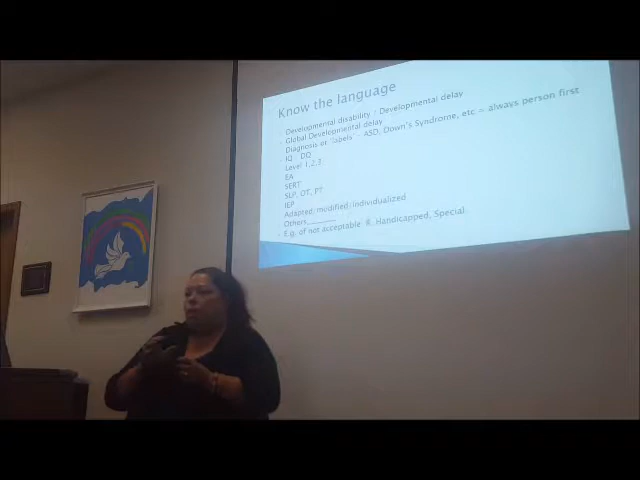 Know the language
Developmental disability / Developmental delay
Global Developmental delay
Diagnosis or "labels" - ASD, Down's Syndrome, etc = always person first
IQ DQ
Level 1,2,3
EA
SERT
SLP, OT, PT
IEP
Adapted, modified, individualized
Others
E.g. of not acceptable R. Handicapped, Special